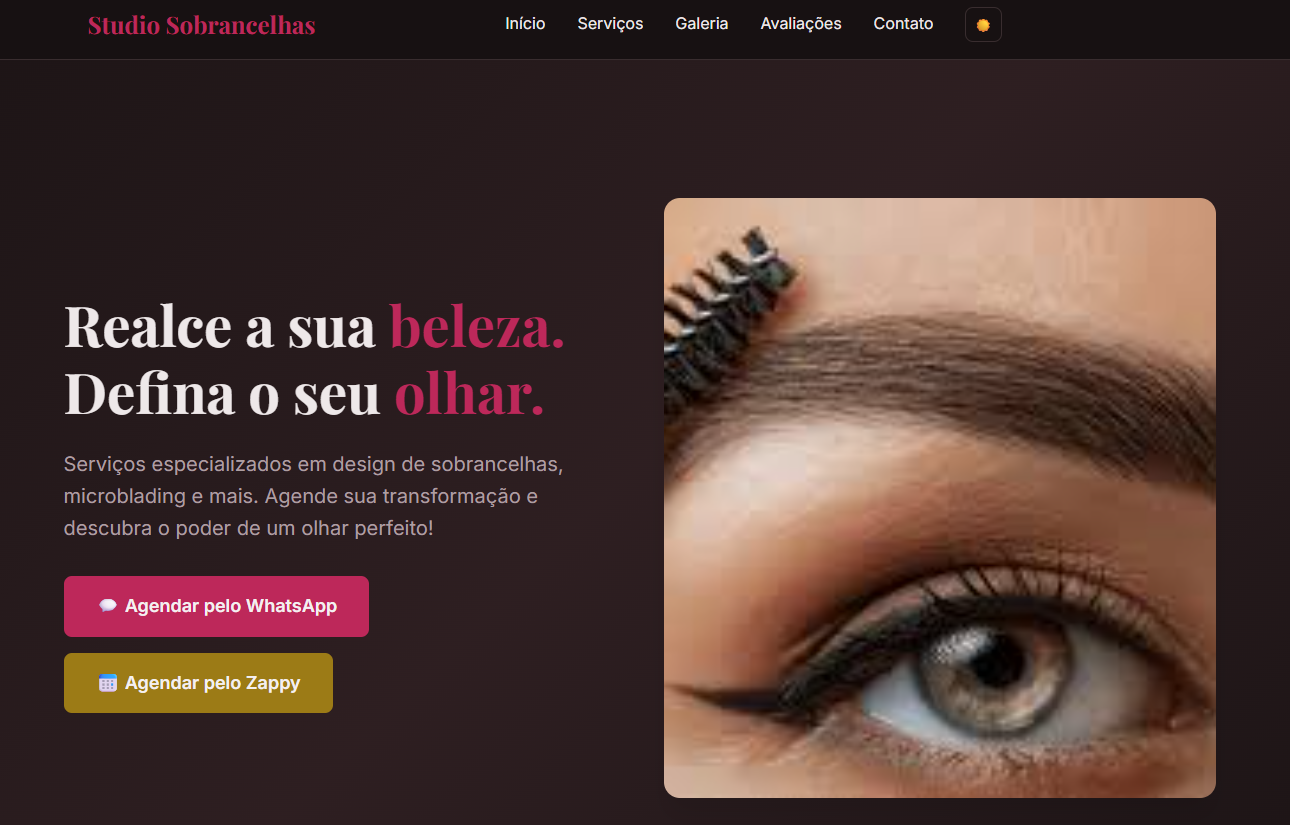 Studio Sobrancelhas
Início Serviços Galeria Avaliações Contato
Realce a sua beleza.
Defina o seu olhar.
Serviços especializados em design de sobrancelhas,
microblading e mais. Agende sua transformação e
descubra o poder de um olhar perfeito!
Agendar pelo WhatsApp
Agendar pelo Zappy